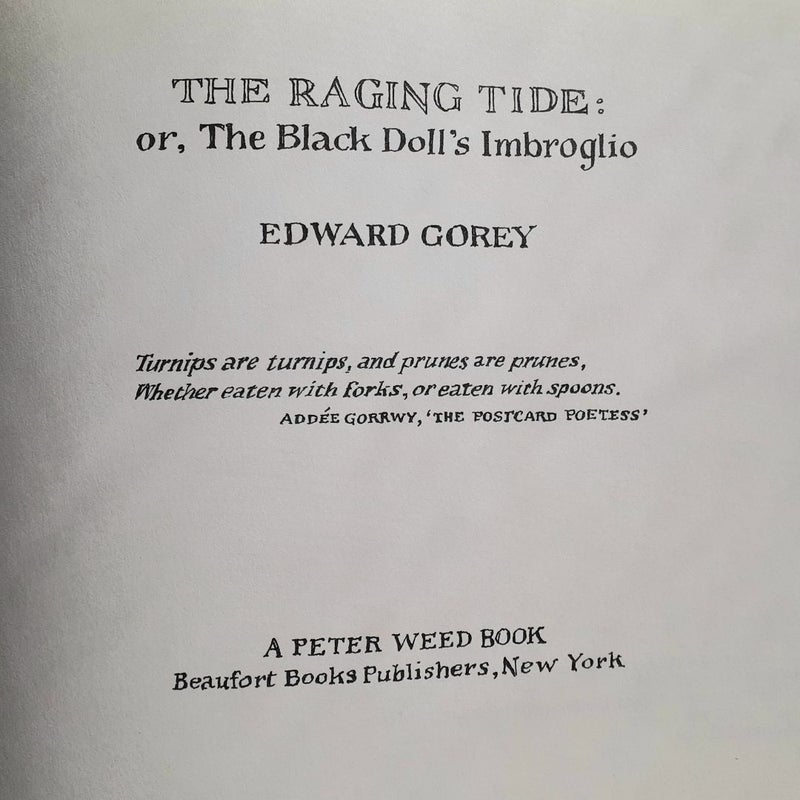 THE RAGING TIDE:
or, The Black Doll's Imbroglio
EDWARD GOREY
Turnips are turnips, and prunes are prunes,
Whether eaten with forks, or eaten with spoons.
ADDÉE GORRWY, 'THE POSTCARD POETESS'
A PETER WEED BOOK
Beaufort Books Publishers, New York